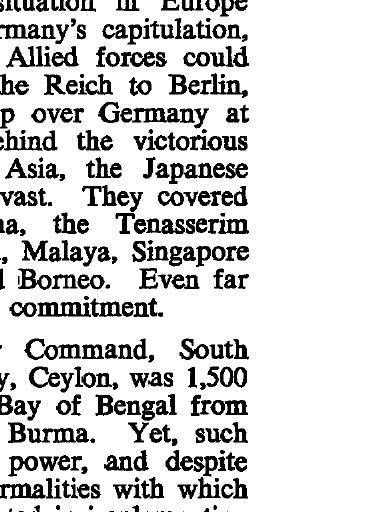 situation in Europe
rmany's capitulation,
Allied forces could
he Reich to Berlin,
p over Germany at
ehind the victorious
Asia, the Japanese
vast. They covered
na, the Tenasserim
, Malaya, Singapore
l Borneo. Even far
commitment.
r Command, South
y, Ceylon, was 1,500
Bay of Bengal from
Burma. Yet, such
power, and despite
rmalities with which